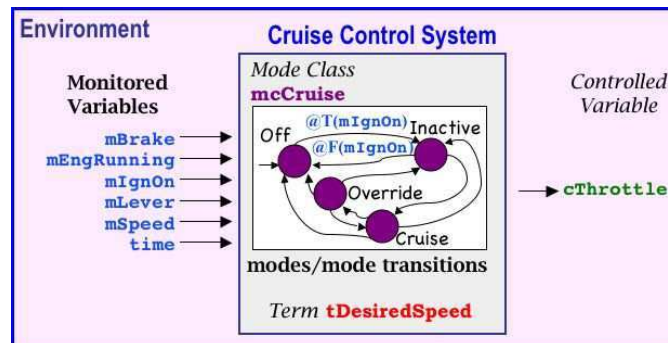 Environment
Cruise Control System
Monitored
Variables
mBrake
mEngRunning
mIgnOn
mLever
mSpeed
time
Mode Class
mcCruise
Off
@T(mIgnOn)
Inactive
@F(mIgnOn)
Override
Cruise
modes/mode transitions
Term tDesiredSpeed
Controlled
Variable
cThrottle